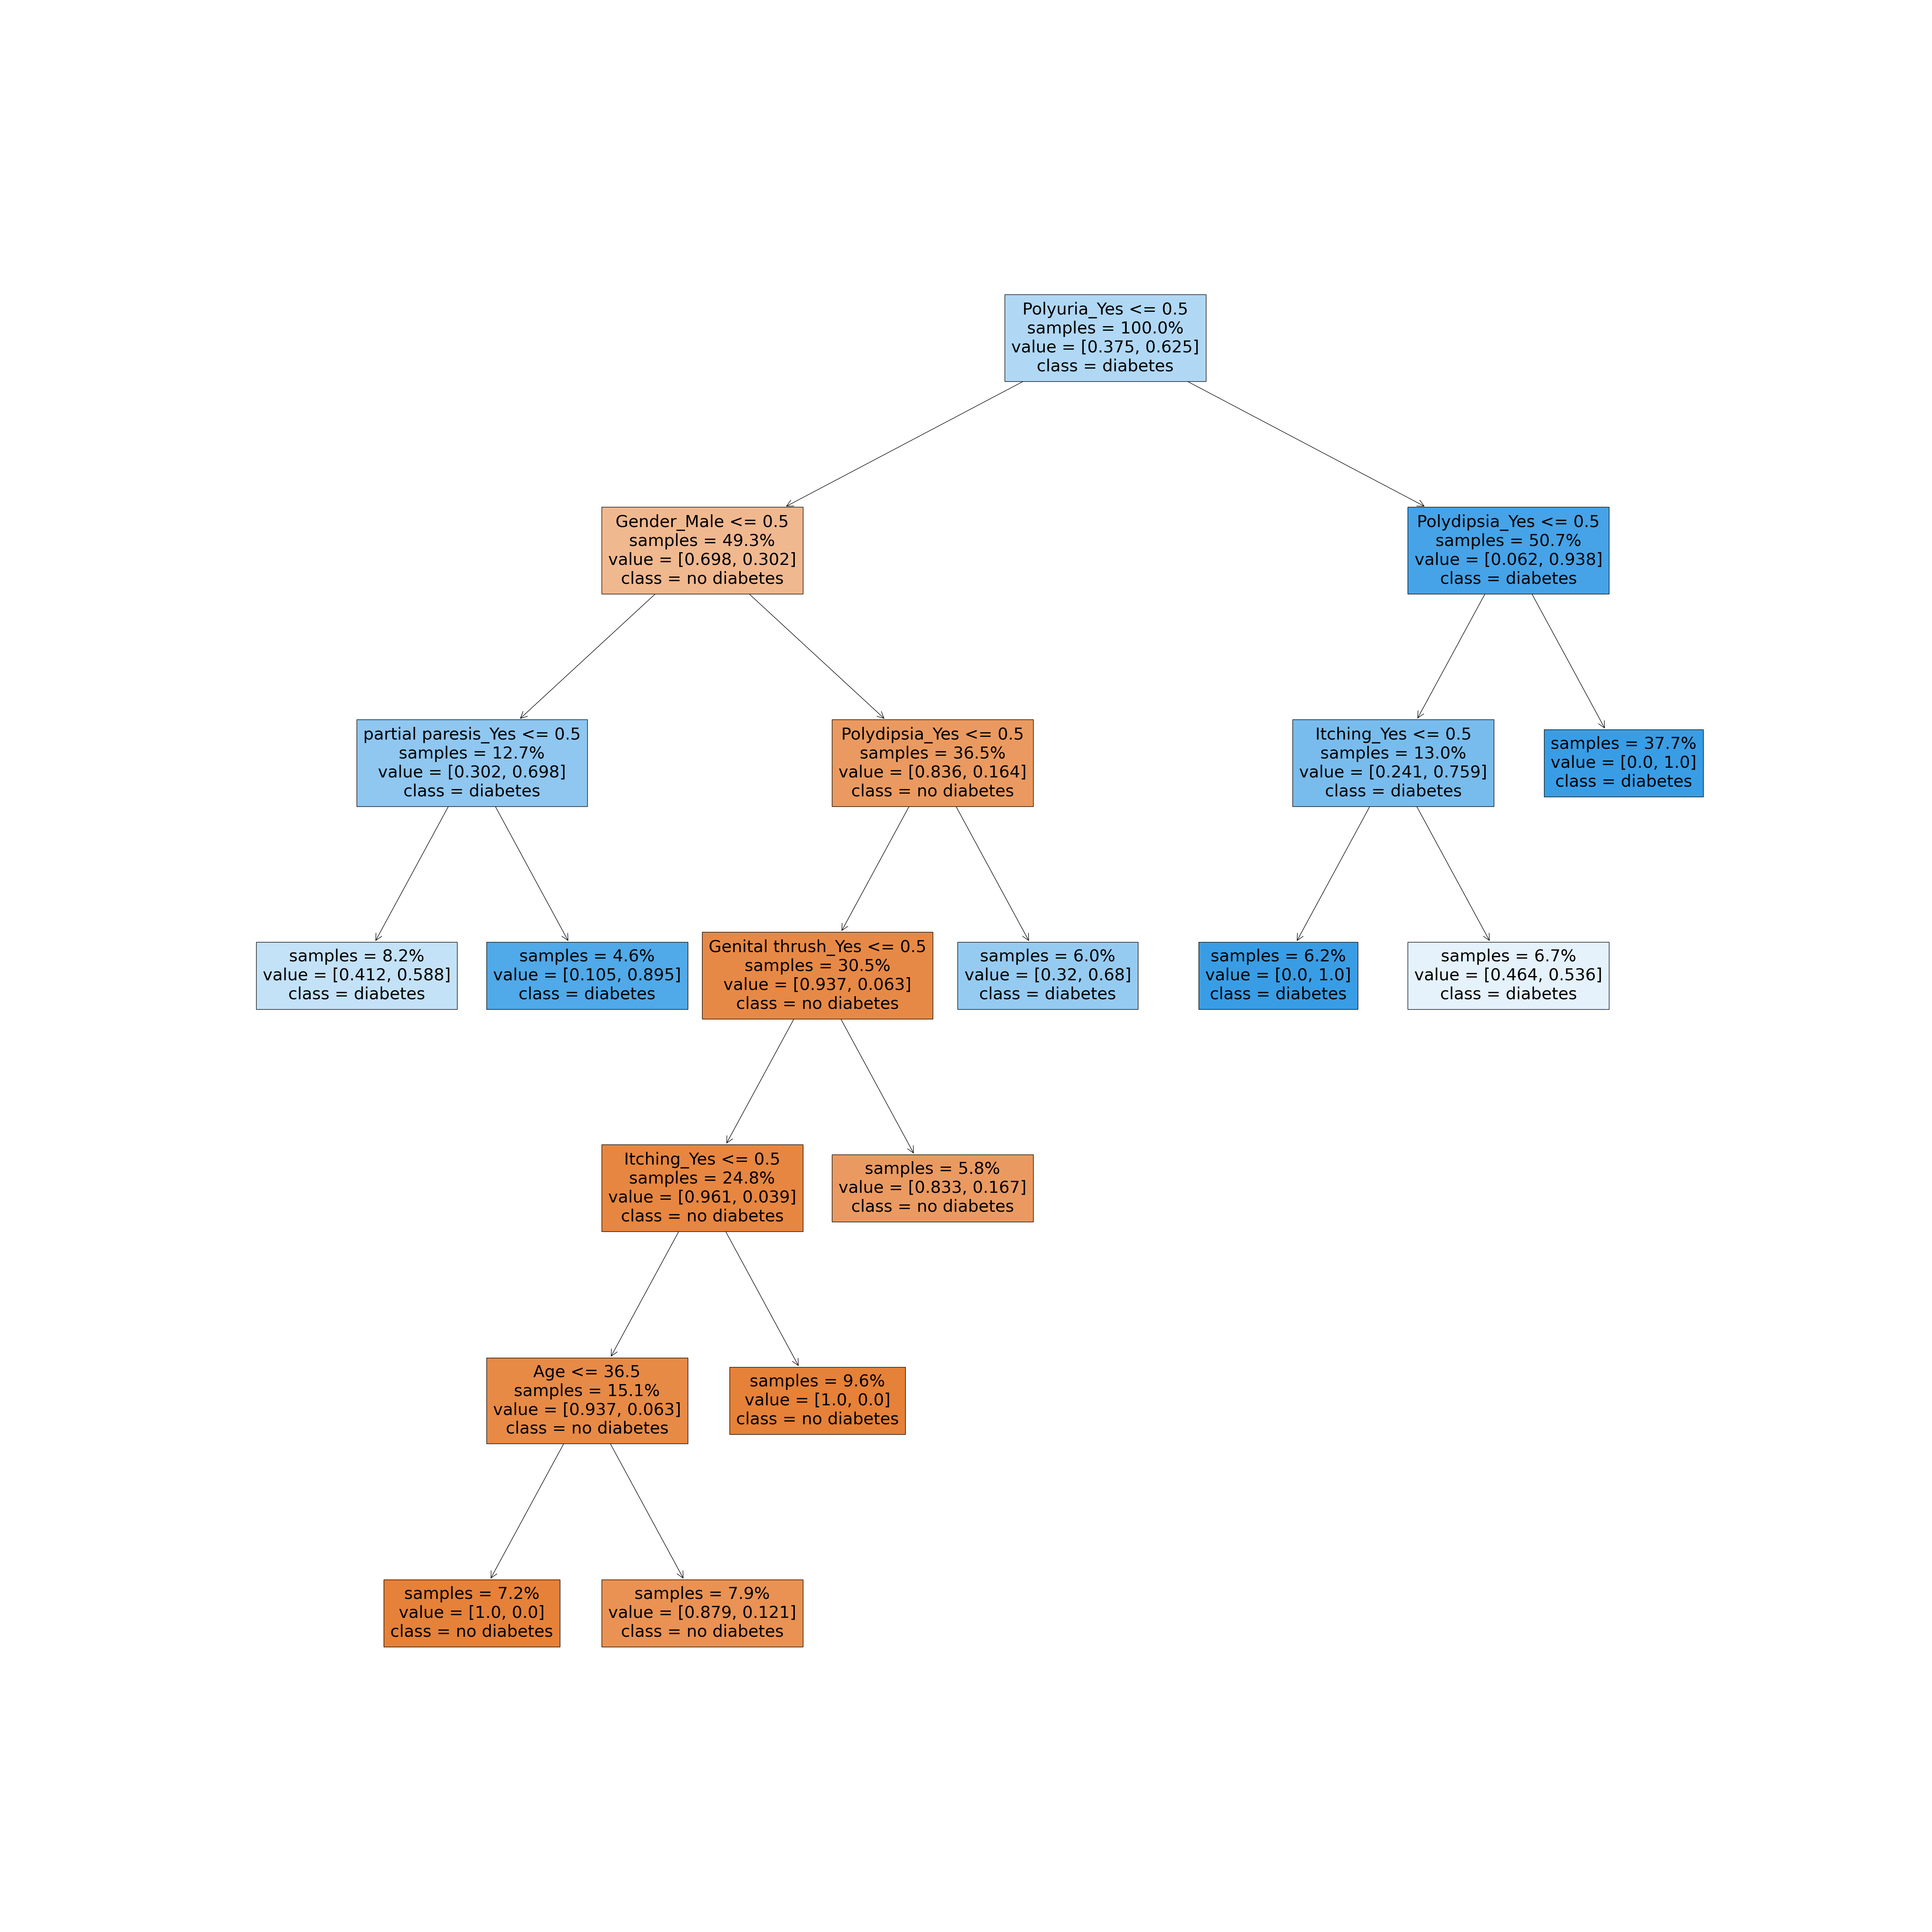 Polyuria_Yes <= 0.5
samples = 100.0%
value = [0.375, 0.625]
class = diabetes
Gender_Male <= 0.5
samples = 49.3%
value = [0.698, 0.302]
class = no diabetes
Polydipsia_Yes <= 0.5
samples = 50.7%
value = [0.062, 0.938]
class = diabetes
partial paresis_Yes <= 0.5
samples = 12.7%
value = [0.302, 0.698]
class = diabetes
Polydipsia_Yes <= 0.5
samples = 36.5%
value = [0.836, 0.164]
class = no diabetes
Itching_Yes <= 0.5
samples = 13.0%
value = [0.241, 0.759]
class = diabetes
samples = 37.7%
value = [0.0, 1.0]
class = diabetes
samples = 8.2%
value = [0.412, 0.588]
class = diabetes
samples = 4.6%
value = [0.105, 0.895]
class = diabetes
Genital thrush_Yes <= 0.5
samples = 30.5%
value = [0.937, 0.063]
class = no diabetes
samples = 6.0%
value = [0.32, 0.68]
class = diabetes
samples = 6.2%
value = [0.0, 1.0]
class = diabetes
samples = 6.7%
value = [0.464, 0.536]
class = diabetes
Itching_Yes <= 0.5
samples = 24.8%
value = [0.961, 0.039]
class = no diabetes
samples = 5.8%
value = [0.833, 0.167]
class = no diabetes
Age <= 36.5
samples = 15.1%
value = [0.937, 0.063]
class = no diabetes
samples = 9.6%
value = [1.0, 0.0]
class = no diabetes
samples = 7.2%
value = [1.0, 0.0]
class = no diabetes
samples = 7.9%
value = [0.879, 0.121]
class = no diabetes